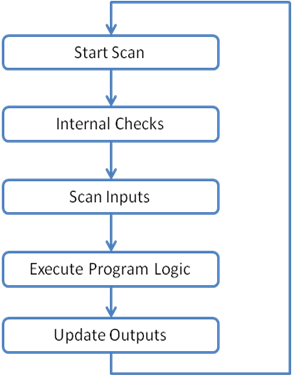 Start Scan
Internal Checks
Scan Inputs
Execute Program Logic
Update Outputs